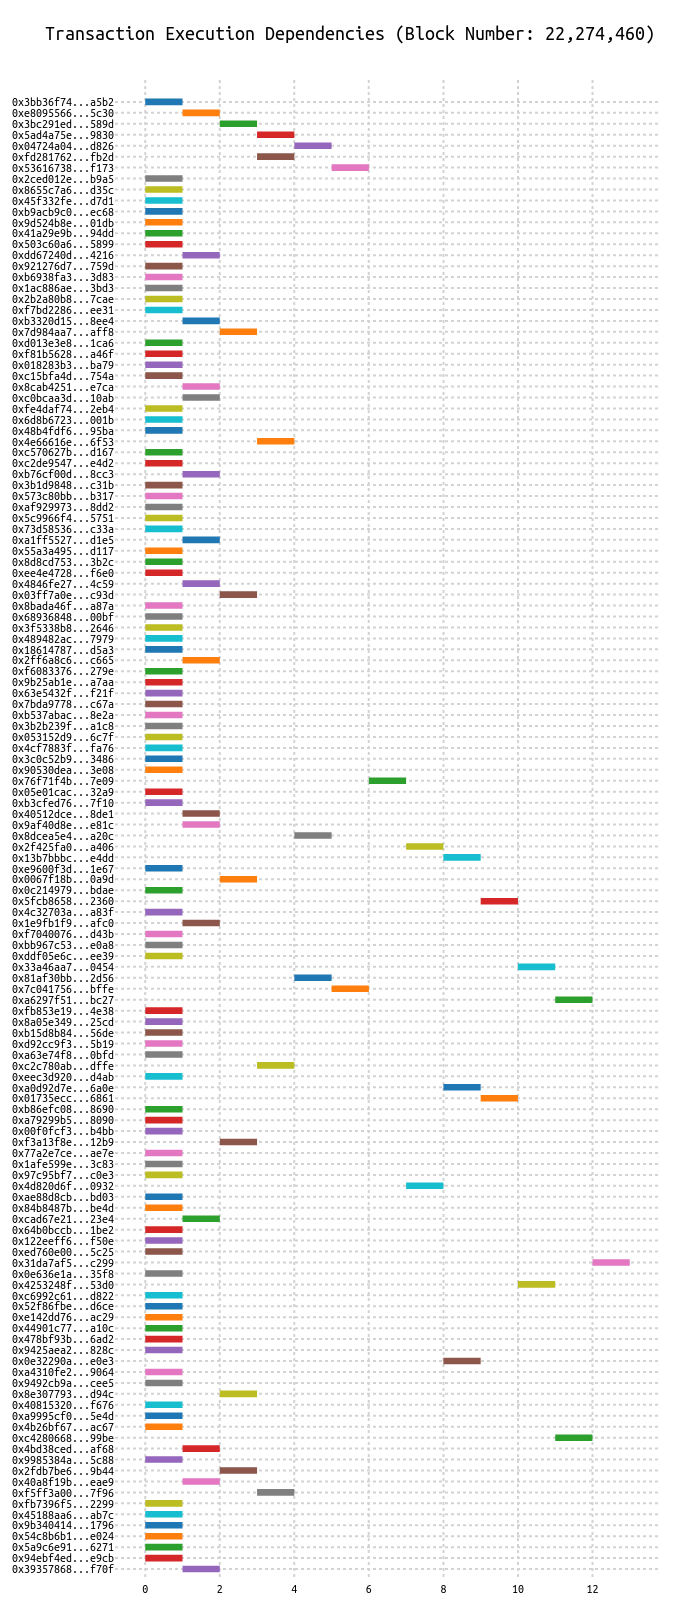 Transaction Execution Dependencies (Block Number: 22,274,460)
0x3bb36f74...a5b2
0xe8095566...5c30
0x3bc291ed...589d
0x5ad4a75e...9830
0x04724a04...d826
0xfd281762...fb2d
0x53616738...f173
0x2ced012e...b9a5
0x8655c7a6...d35c
0x45f332fe...d7d1
0xb9acb9c0...ec68
0x9d524b8e...01db
0x41a29e9b...94dd
0x503c60a6...5899
0xdd67240d...4216
0x921276d7...759d
0xb6938fa3...3d83
0x1ac886ae...3bd3
0x2b2a80b8...7cae
0xf7bd2286...ee31
0xb3320d15...8ee4
0x7d984aa7...aff8
0xd013e3e8...1ca6
0xf81b5628...a46f
0x018283b3...ba79
0xc15bfa4d...754a
0x8cab4251...e7ca
0xc0bcaa3d...10ab
0xfe4daf74...2eb4
0x6d8b6723...001b
0x48b4fdf6...95ba
0x4e66616e...6f53
0xc570627b...d167
0xc2de9547...e4d2
0xb76cf00d...8cc3
0x3b1d9848...c31b
0x573c80bb...b317
0xaf929973...8dd2
0x5c9966f4...5751
0x73d58536...c33a
0xa1ff5527...d1e5
0x55a3a495...d117
0x8d8cd753...3b2c
0xee4e4728...f6e0
0x4846fe27...4c59
0x03ff7a0e...c93d
0x8bada46f...a87a
0x68936848...00bf
0x3f5338b8...2646
0x489482ac...7979
0x18614787...d5a3
0x2ff6a8c6...c665
0xf6083376...279e
0x9b25ab1e...a7aa
0x63e5432f...f21f
0x7bda9778...c67a
0xb537abac...8e2a
0x3b2b239f...a1c8
0x053152d9...6c7f
0x4cf7883f...fa76
0x3c0c52b9...3486
0x90530dea...3e08
0x76f71f4b...7e09
0x05e01cac...32a9
0xb3cfed76...7f10
0x40512dce...8de1
0x9af40d8e...e81c
0x8dcea5e4...a20c
0x2f425fa0...a406
0x13b7bbbc...e4dd
0xe9600f3d...1e67
0x0067f18b...0a9d
0x0c214979...bdae
0x5fcb8658...2360
0x4c32703a...a83f
0x1e9fb1f9...afc0
0xf7040076...d43b
0xbb967c53...e0a8
0xddf05e6c...ee39
0x33a46aa7...0454
0x81af30bb...2d56
0x7c041756...bffe
0xa6297f51...bc27
0xfb853e19...4e38
0x8a05e349...25cd
0xb15d8b84...56de
0xd92cc9f3...5b19
0xa63e74f8...0bfd
0xc2c780ab...dffe
0xeec3d920...d4ab
0xa0d92d7e...6a0e
0x01735ecc...6861
0xb86efc08...8690
0xa79299b5...8090
0x00f0fcf3...b4bb
0xf3a13f8e...12b9
0x77a2e7ce...ae7e
0x1afe599e...3c83
0x97c95bf7...c0e3
0x4d820d6f...0932
0xae88d8cb...bd03
0x84b8487b...be4d
0xcad67e21...23e4
0x64b0bccb...1be2
0x122eeff6...f50e
0xed760e00...5c25
0x31da7af5...c299
0x0e636e1a...35f8
0x4253248f...53d0
0xc6992c61...d822
0x52f86fbe...d6ce
0xe142dd76...ac29
0x44901c77...a10c
0x478bf93b...6ad2
0x9425aea2...828c
0x0e32290a...e0e3
0xa4310fe2...9064
0x9492cb9a...cee5
0x8e307793...d94c
0x40815320...f676
0xa9995cf0...5e4d
0x4b26bf67...ac67
0xc4280668...99be
0x4bd38ced...af68
0x9985384a...5c88
0x2fdb7be6...9b44
0x40a8f19b...eae9
0xf5ff3a00...7f96
0xfb7396f5...2299
0x45188aa6...ab7c
0x9b340414...1796
0x54c8b6b1...e024
0x5a9c6e91...6271
0x94ebf4ed...e9cb
0x39357868...f70f
0 2 4 6 8 10 12